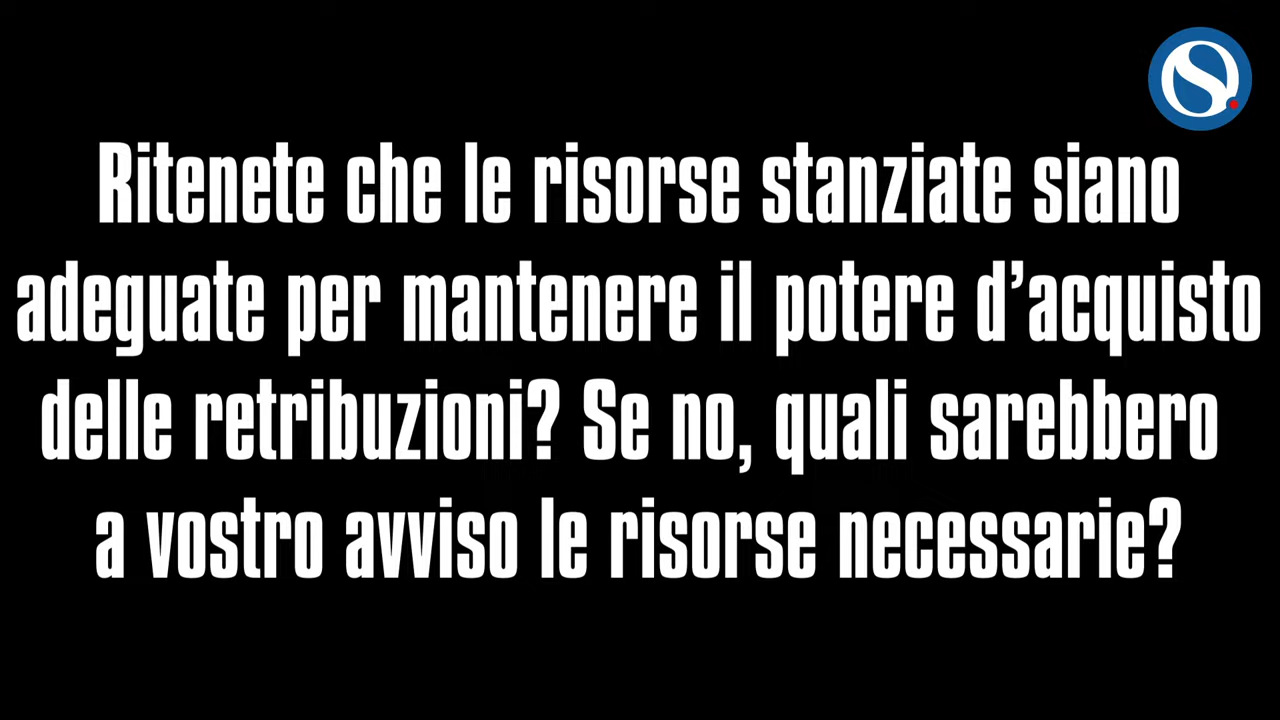 Ritenete che le risorse stanziate siano
adeguate per mantenere il potere d’acquisto
delle retribuzioni? Se no, quali sarebbero
a vostro avviso le risorse necessarie?